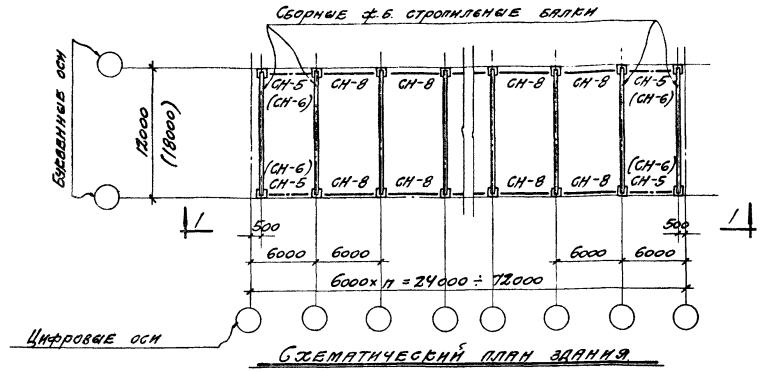 Сборные ж.б. стропильные балки
Буквенные оси
12000
(18000)
СН-5 СН-8 СН-8 СН-8 СН-8 СН-5
(СН-6) (СН-6)
(СН-6) (СН-6)
СН-5 СН-8 СН-8 СН-8 СН-8 СН-5
1 1
500 500
6000 6000 6000 6000
6000×n = 24000 ÷ 72000
Цифровые оси
Схематический план здания